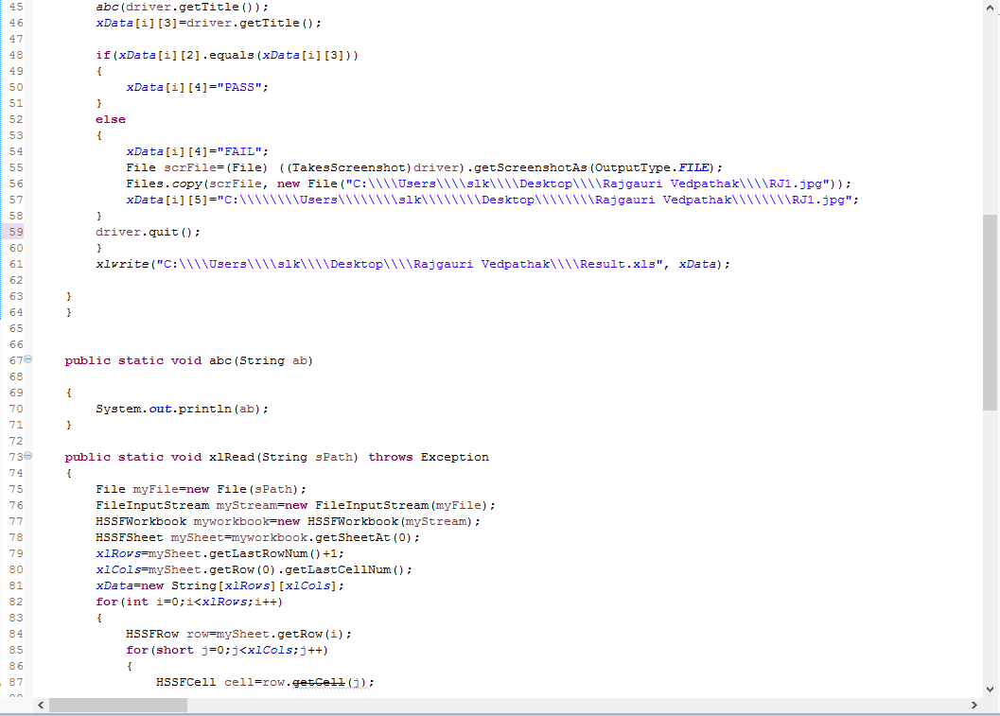 45 abc(driver.getTitle());
46 xData[i][3]=driver.getTitle();
47
48 if(xData[i][2].equals(xData[i][3]))
49 {
50 xData[i][4]="PASS";
51 }
52 else
53 {
54 xData[i][4]="FAIL";
55 File scrFile=(File) ((TakesScreenshot)driver).getScreenshotAs(OutputType.FILE);
56 Files.copy(scrFile, new File("C:\\\\Users\\\\slk\\\\Desktop\\\\Rajgauri Vedpathak\\\\RJ1.jpg"));
57 xData[i][5]="C:\\\\\\\\Users\\\\\\\\slk\\\\\\\\Desktop\\\\\\\\Rajgauri Vedpathak\\\\\\\\RJ1.jpg";
58 }
59 driver.quit();
60 }
61 xlwrite("C:\\\\Users\\\\slk\\\\Desktop\\\\Rajgauri Vedpathak\\\\Result.xls", xData);
62
63 }
64 }
65
66
67 public static void abc(String ab)
68
69 {
70 System.out.println(ab);
71 }
72
73 public static void xlRead(String sPath) throws Exception
74 {
75 File myFile=new File(sPath);
76 FileInputStream myStream=new FileInputStream(myFile);
77 HSSFWorkbook myworkbook=new HSSFWorkbook(myStream);
78 HSSFSheet mySheet=myworkbook.getSheetAt(0);
79 xlRows=mySheet.getLastRowNum()+1;
80 xlCols=mySheet.getRow(0).getLastCellNum();
81 xData=new String[xlRows][xlCols];
82 for(int i=0;i<xlRows;i++)
83 {
84 HSSFRow row=mySheet.getRow(i);
85 for(short j=0;j<xlCols;j++)
86 {
87 HSSFCell cell=row.getCell(j);